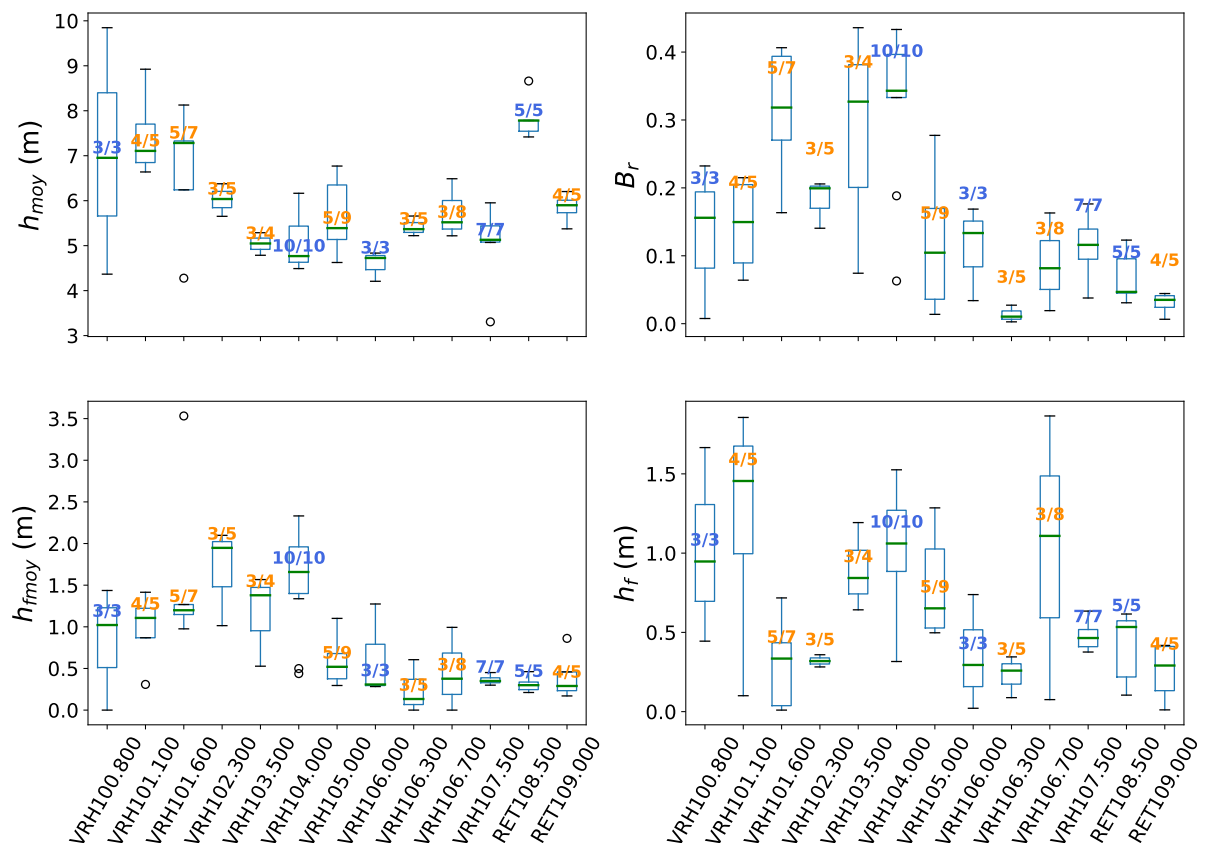 10
9
8
7
6
5
4
3
h_moy (m)
3/3
4/5
5/7
3/5
3/4
10/10
5/9
3/3
3/5
3/8
7/7
5/5
4/5
0.4
0.3
0.2
0.1
0.0
B_r
3/3
4/5
5/7
3/5
3/4
10/10
5/9
3/3
3/5
3/8
7/7
5/5
4/5
3.5
3.0
2.5
2.0
1.5
1.0
0.5
0.0
h_fmoy (m)
3/3
4/5
5/7
3/5
3/4
10/10
5/9
3/3
3/5
3/8
7/7
5/5
4/5
VRH100.800
VRH101.100
VRH101.600
VRH102.300
VRH103.500
VRH104.000
VRH105.000
VRH106.000
VRH106.300
VRH106.700
VRH107.500
RET108.500
RET109.000
1.5
1.0
0.5
0.0
h_f (m)
3/3
4/5
5/7
3/5
3/4
10/10
5/9
3/3
3/5
3/8
7/7
5/5
4/5
VRH100.800
VRH101.100
VRH101.600
VRH102.300
VRH103.500
VRH104.000
VRH105.000
VRH106.000
VRH106.300
VRH106.700
VRH107.500
RET108.500
RET109.000